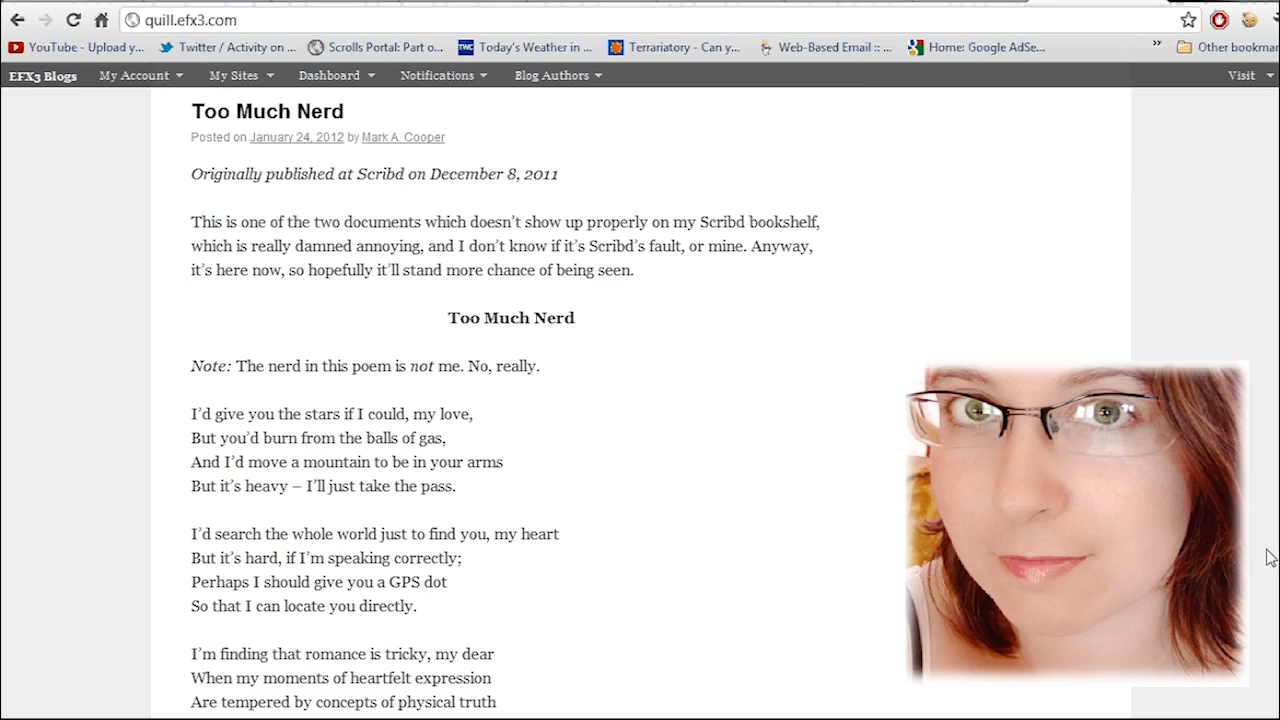 quill.efx3.com
YouTube - Upload y... Twitter / Activity on ... Scrolls Portal: Part o... TWC Today's Weather in ... Terrariatory - Can y... Web-Based Email :: ... Home: Google AdSe... » Other bookmar
EFX3 Blogs My Account My Sites Dashboard Notifications Blog Authors Visit
Too Much Nerd
Posted on January 24, 2012 by Mark A. Cooper
Originally published at Scribd on December 8, 2011
This is one of the two documents which doesn't show up properly on my Scribd bookshelf,
which is really damned annoying, and I don't know if it's Scribd's fault, or mine. Anyway,
it's here now, so hopefully it'll stand more chance of being seen.
Too Much Nerd
Note: The nerd in this poem is not me. No, really.
I'd give you the stars if I could, my love,
But you'd burn from the balls of gas,
And I'd move a mountain to be in your arms
But it's heavy – I'll just take the pass.
I'd search the whole world just to find you, my heart
But it's hard, if I'm speaking correctly;
Perhaps I should give you a GPS dot
So that I can locate you directly.
I'm finding that romance is tricky, my dear
When my moments of heartfelt expression
Are tempered by concepts of physical truth